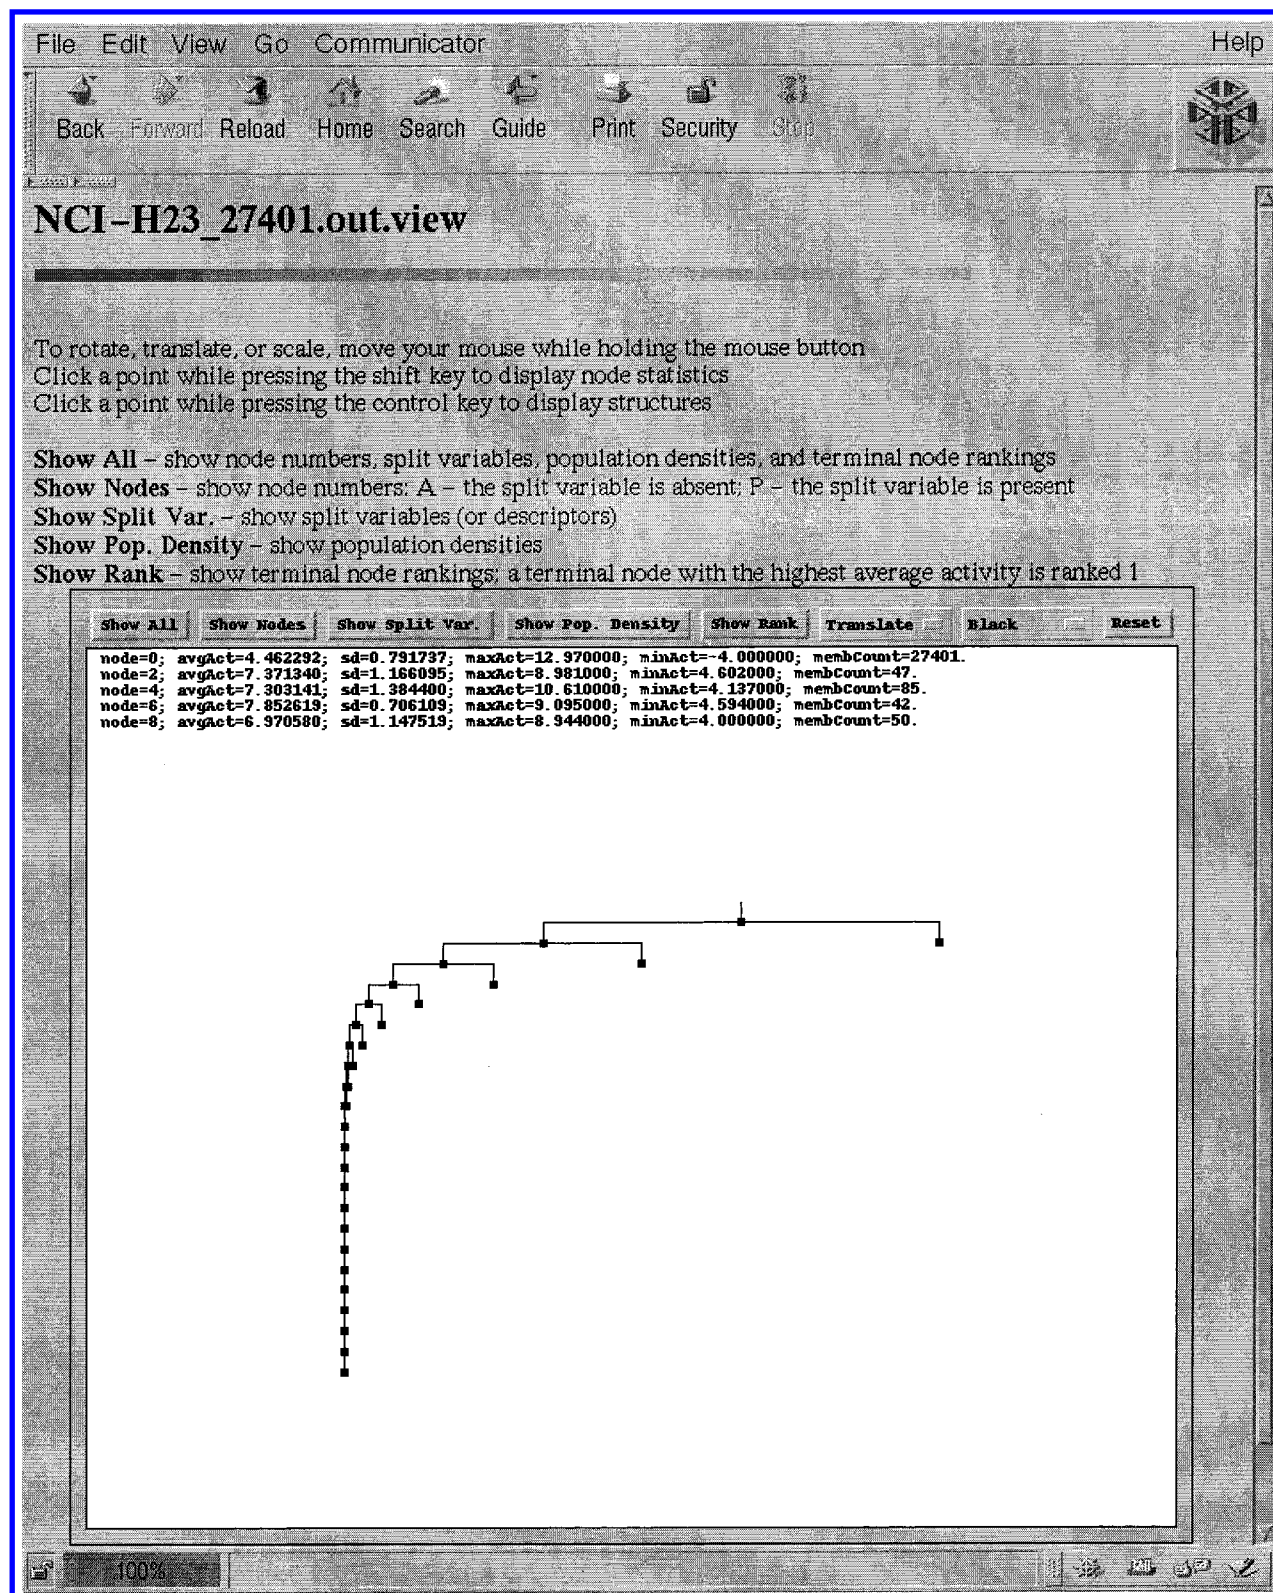 File Edit View Go Communicator Help
Back Forward Reload Home Search Guide Print Security Stop
NCI-H23_27401.out.view
To rotate, translate, or scale, move your mouse while holding the mouse button
Click a point while pressing the shift key to display node statistics
Click a point while pressing the control key to display structures
Show All – show node numbers, split variables, population densities, and terminal node rankings
Show Nodes – show node numbers: A – the split variable is absent; P – the split variable is present
Show Split Var. – show split variables (or descriptors)
Show Pop. Density – show population densities
Show Rank – show terminal node rankings; a terminal node with the highest average activity is ranked 1
Show All Show Nodes Show Split Var. Show Pop. Density Show Rank Translate Black Reset
node=0; avgAct=4.462292; sd=0.791737; maxAct=12.970000; minAct=-4.000000; membCount=27401.
node=2; avgAct=7.371340; sd=1.166095; maxAct=8.981000; minAct=4.602000; membCount=47.
node=4; avgAct=7.303141; sd=1.384400; maxAct=10.610000; minAct=4.137000; membCount=85.
node=6; avgAct=7.852619; sd=0.706109; maxAct=9.095000; minAct=4.594000; membCount=42.
node=8; avgAct=6.970580; sd=1.147519; maxAct=8.944000; minAct=4.000000; membCount=50.
100%